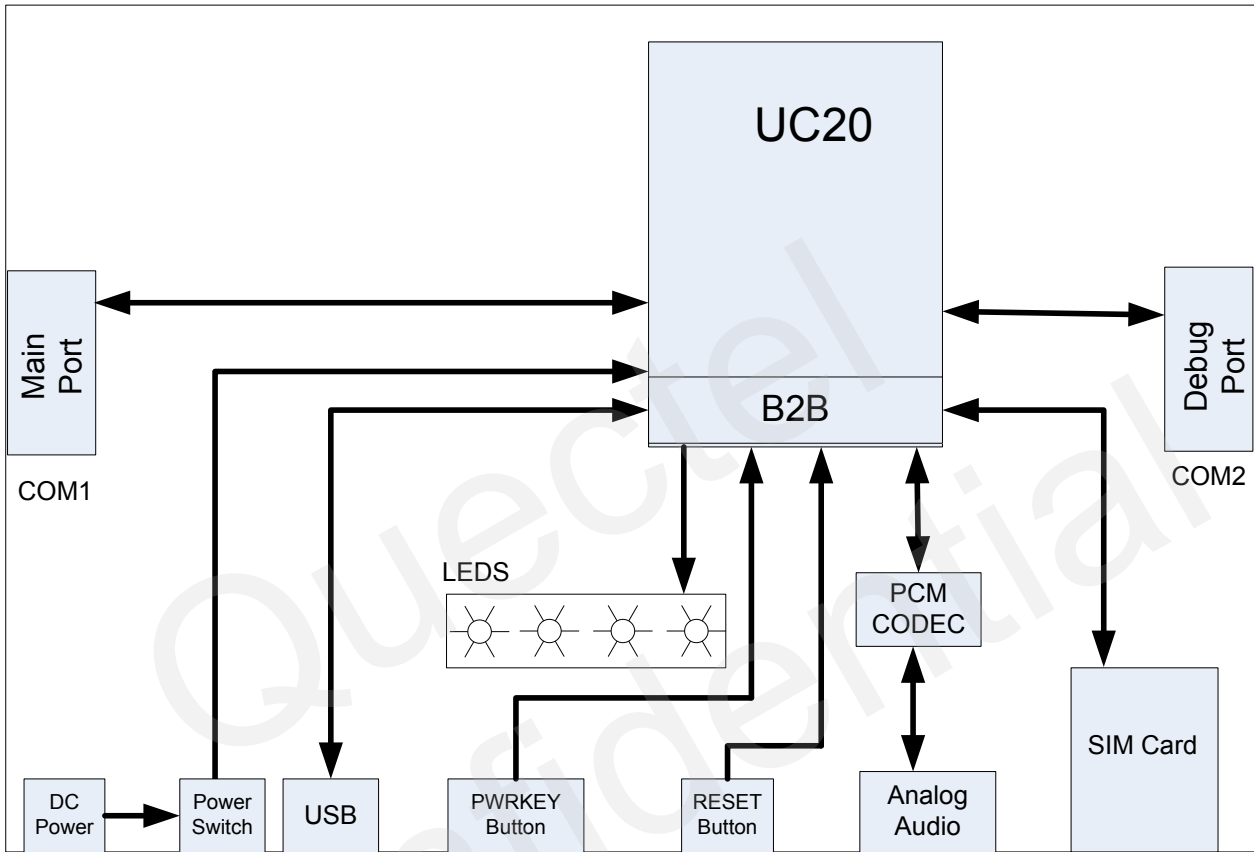 UC20
Main
Port
COM1
B2B
Debug
Port
COM2
LEDS
PCM
CODEC
SIM Card
DC
Power
Power
Switch
USB
PWRKEY
Button
RESET
Button
Analog
Audio
Quectel